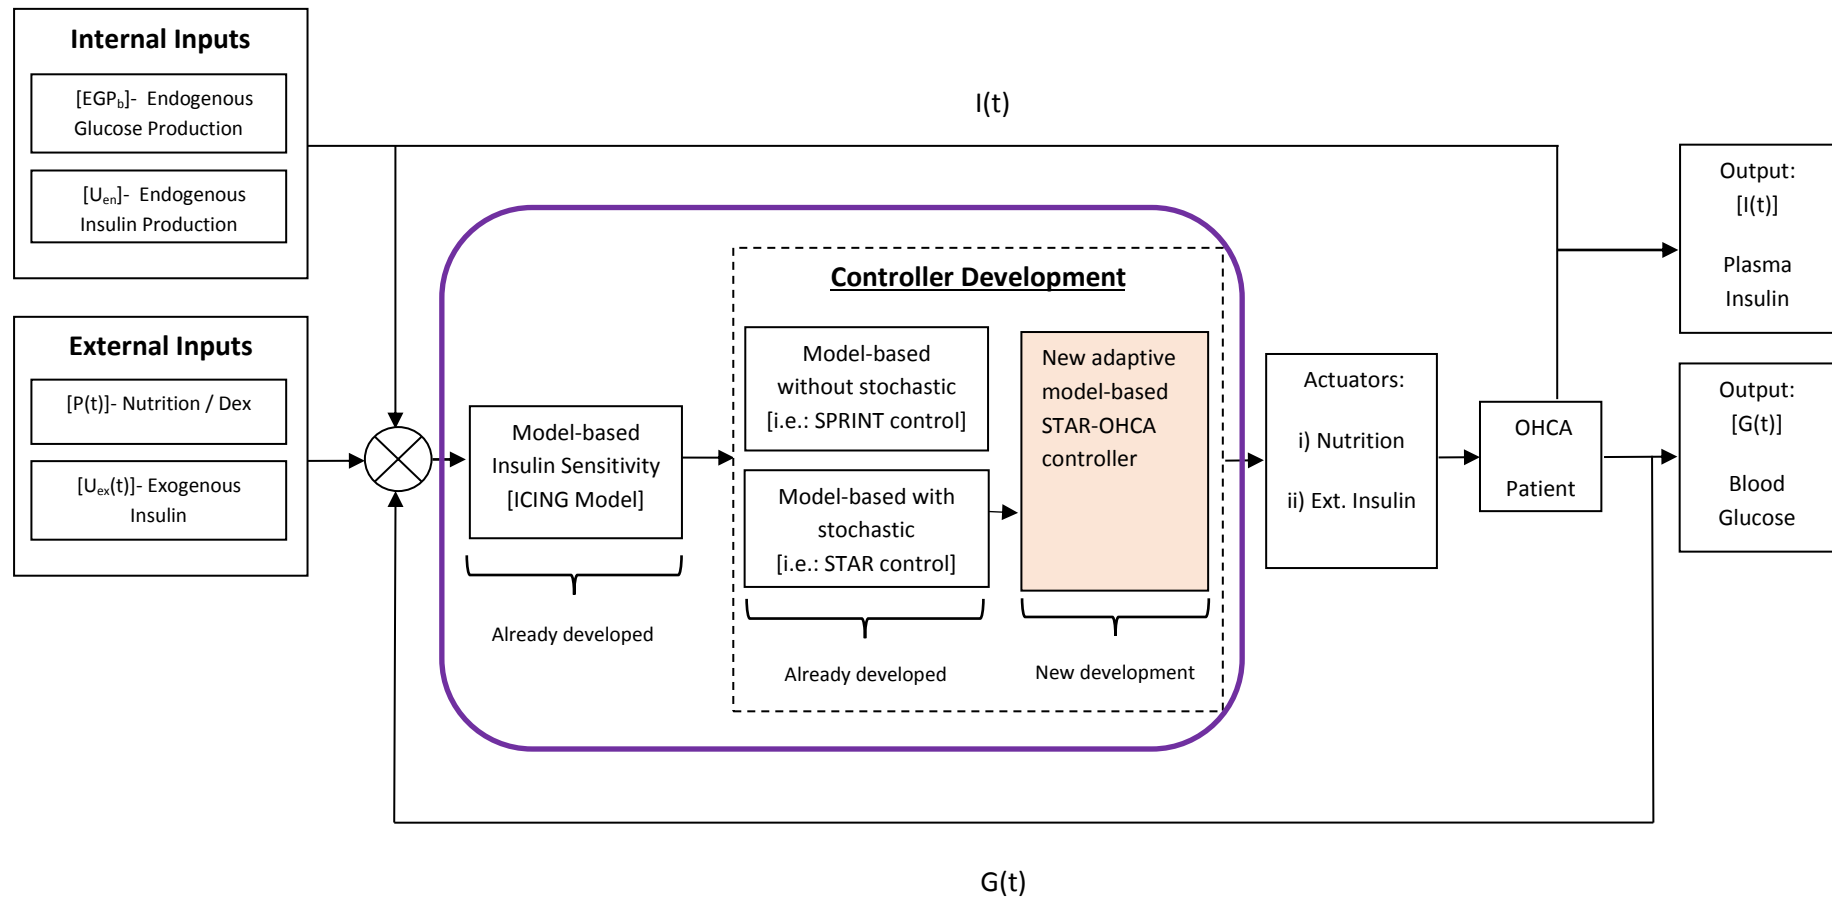 Internal Inputs
[EGPb]- Endogenous
Glucose Production
[Uen]- Endogenous
Insulin Production
External Inputs
[P(t)]- Nutrition / Dex
[Uex(t)]- Exogenous
Insulin
I(t)
Model-based
Insulin Sensitivity
[ICING Model]
Already developed
Controller Development
Model-based
without stochastic
[i.e.: SPRINT control]
Model-based with
stochastic
[i.e.: STAR control]
Already developed
New adaptive
model-based
STAR-OHCA
controller
New development
Actuators:
i) Nutrition
ii) Ext. Insulin
OHCA
Patient
Output:
[I(t)]
Plasma
Insulin
Output:
[G(t)]
Blood
Glucose
G(t)